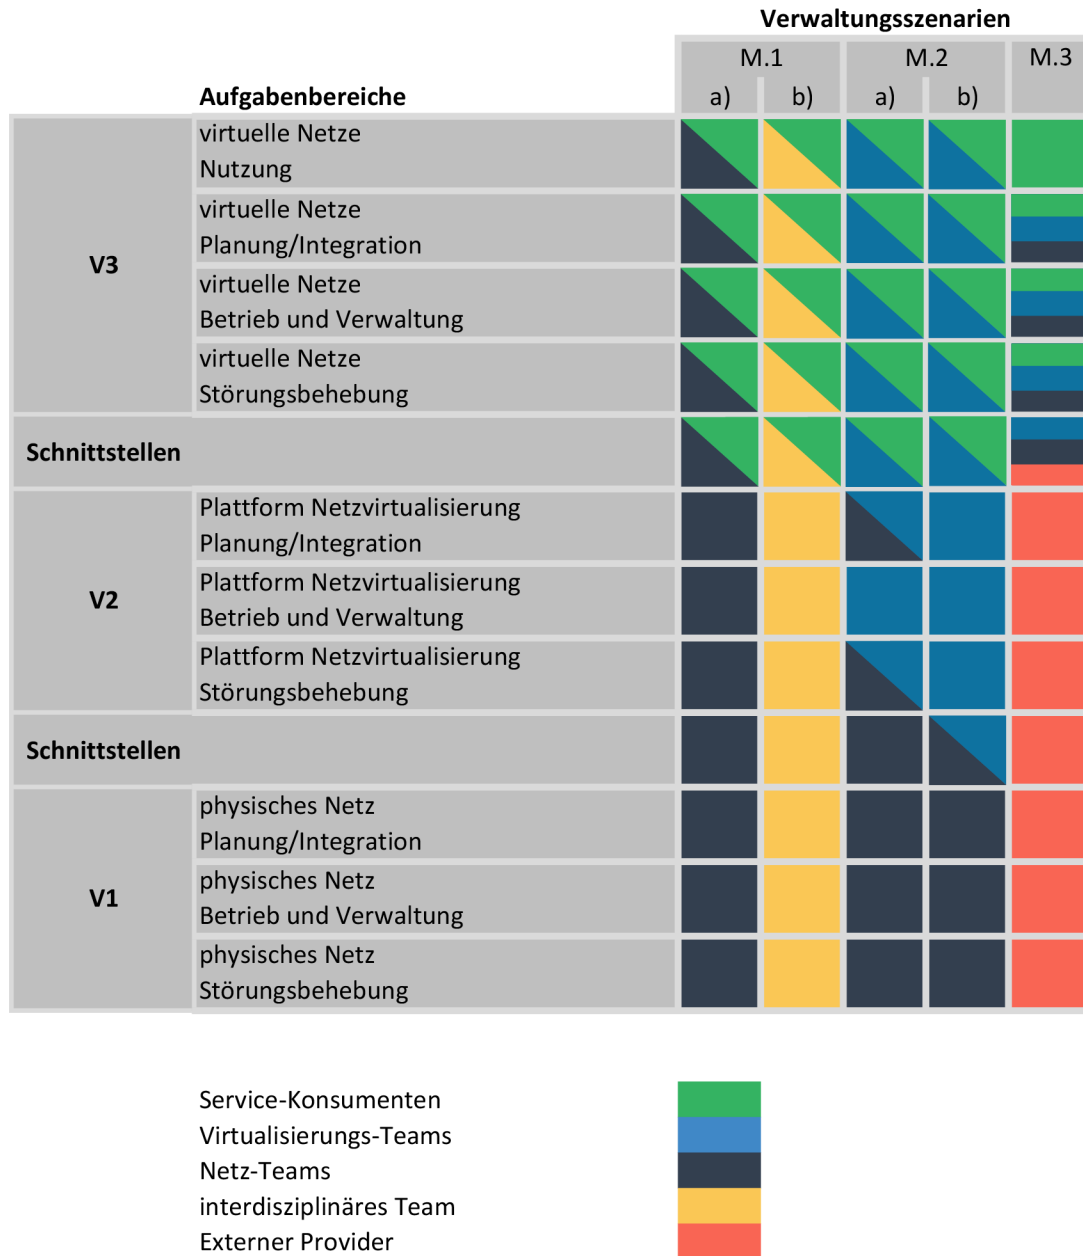 Verwaltungsszenarien
M.1 M.2 M.3
Aufgabenbereiche a) b) a) b)
V3
virtuelle Netze
Nutzung
virtuelle Netze
Planung/Integration
virtuelle Netze
Betrieb und Verwaltung
virtuelle Netze
Störungsbehebung
Schnittstellen
V2
Plattform Netzvirtualisierung
Planung/Integration
Plattform Netzvirtualisierung
Betrieb und Verwaltung
Plattform Netzvirtualisierung
Störungsbehebung
Schnittstellen
V1
physisches Netz
Planung/Integration
physisches Netz
Betrieb und Verwaltung
physisches Netz
Störungsbehebung
Service-Konsumenten
Virtualisierungs-Teams
Netz-Teams
interdisziplinäres Team
Externer Provider